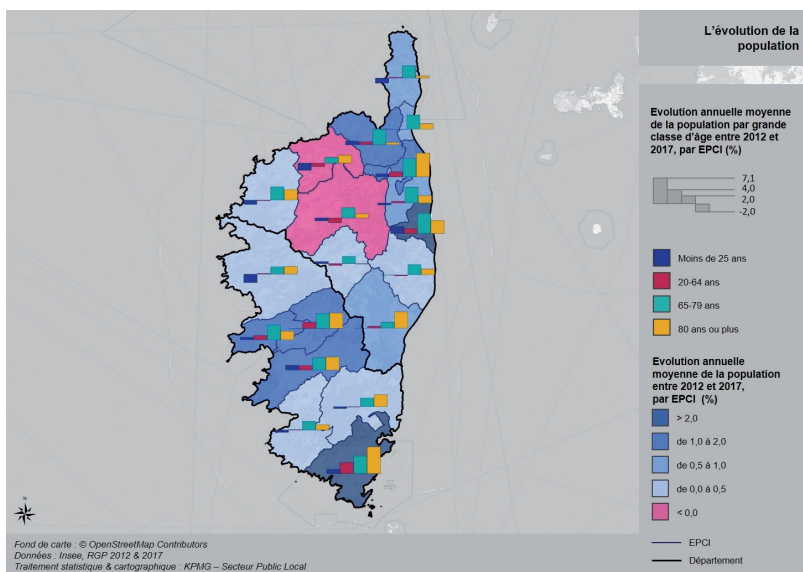 L'évolution de la
population
Evolution annuelle moyenne
de la population par grande
classe d'âge entre 2012 et
2017, par EPCI (%)
7,1
4,0
2,0
-2,0
Moins de 25 ans
20-64 ans
65-79 ans
80 ans ou plus
Evolution annuelle
moyenne de la population
entre 2012 et 2017,
par EPCI (%)
> 2,0
de 1,0 à 2,0
de 0,5 à 1,0
de 0,0 à 0,5
< 0,0
EPCI
Département
N
Fond de carte : © OpenStreetMap Contributors
Données : Insee, RGP 2012 & 2017
Traitement statistique & cartographique : KPMG – Secteur Public Local